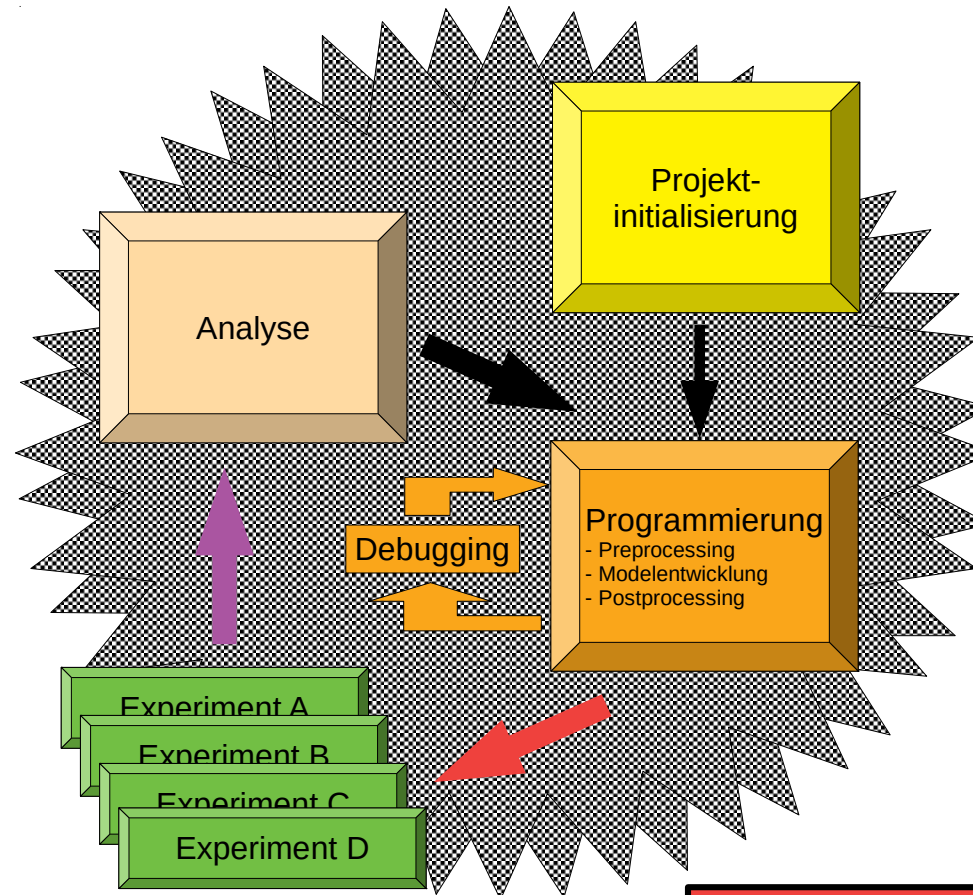 Projekt-
initialisierung
Analyse
Programmierung
- Preprocessing
- Modelentwicklung
- Postprocessing
Debugging
Experiment A
Experiment B
Experiment C
Experiment D